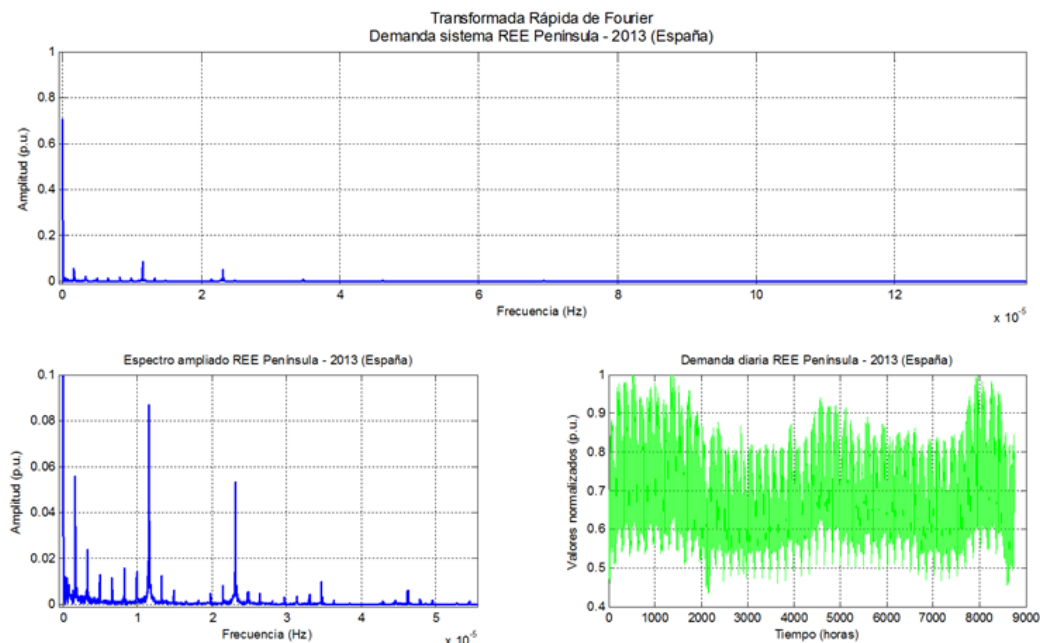 Transformada Rápida de Fourier
Demanda sistema REE Península - 2013 (España)
Amplitud (p.u.)
1
0.8
0.6
0.4
0.2
0
0 2 4 6 8 10 12
Frecuencia (Hz)
x 10⁻⁵
Espectro ampliado REE Península - 2013 (España)
Amplitud (p.u.)
0.1
0.08
0.06
0.04
0.02
0
0 1 2 3 4 5
Frecuencia (Hz)
x 10⁻⁵
Demanda diaria REE Península - 2013 (España)
Valores normalizados (p.u.)
1
0.9
0.8
0.7
0.6
0.5
0.4
0 1000 2000 3000 4000 5000 6000 7000 8000 9000
Tiempo (horas)